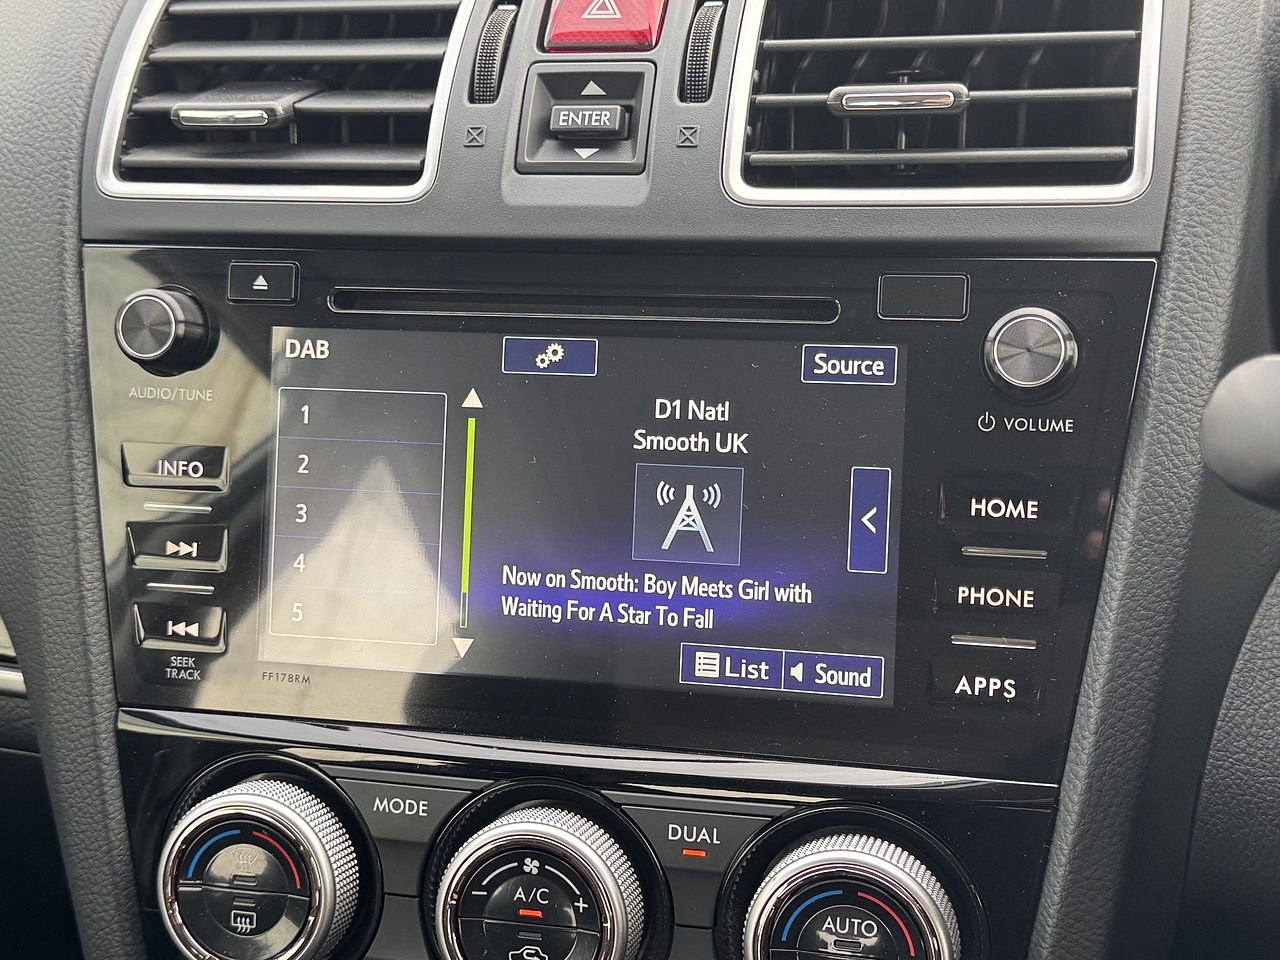 ENTER
DAB
Source
AUDIO/TUNE
VOLUME
1
2
3
4
5
D1 Natl
Smooth UK
INFO
HOME
PHONE
APPS
Now on Smooth: Boy Meets Girl with
Waiting For A Star To Fall
List
Sound
SEEK
TRACK
FF178RM
MODE
DUAL
A/C
AUTO